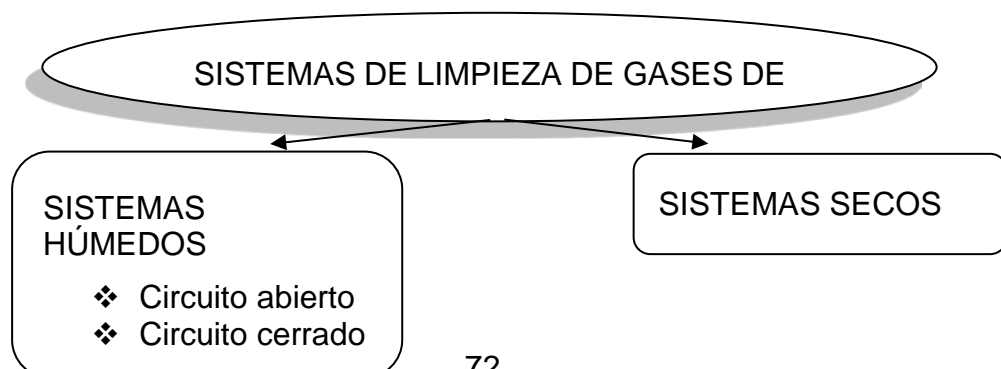 SISTEMAS DE LIMPIEZA DE GASES DE
SISTEMAS
HÚMEDOS
❖ Circuito abierto
❖ Circuito cerrado
SISTEMAS SECOS
72